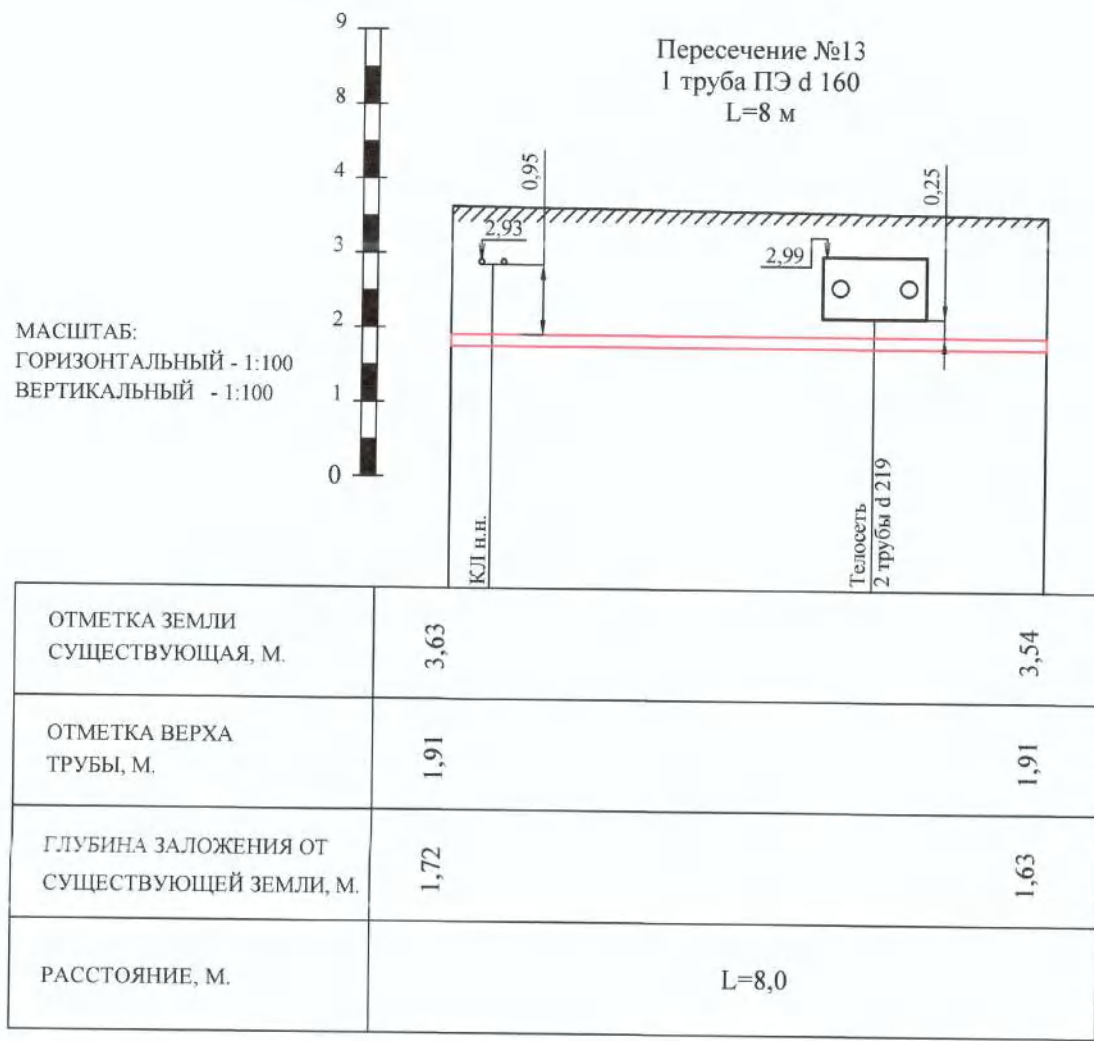 Пересечение №13
1 труба ПЭ d 160
L=8 м
9
8
4
3
2
1
0
МАСШТАБ:
ГОРИЗОНТАЛЬНЫЙ - 1:100
ВЕРТИКАЛЬНЫЙ - 1:100
0,95
0,25
2,93
2,99
КЛ н.н.
Телосеть
2 трубы d 219
ОТМЕТКА ЗЕМЛИ
СУЩЕСТВУЮЩАЯ, М.
3,63
3,54
ОТМЕТКА ВЕРХА
ТРУБЫ, М.
1,91
1,91
ГЛУБИНА ЗАЛОЖЕНИЯ ОТ
СУЩЕСТВУЮЩЕЙ ЗЕМЛИ, М.
1,72
1,63
РАССТОЯНИЕ, М.
L=8,0